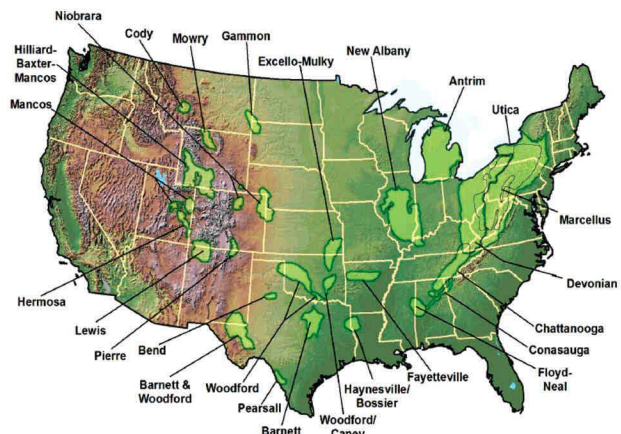 Niobrara
Cody
Mowry
Gammon
Hilliard-
Baxter-
Mancos
Mancos
Excello-Mulky
New Albany
Antrim
Utica
Marcellus
Devonian
Chattanooga
Conasauga
Floyd-
Neal
Hermosa
Lewis
Pierre
Bend
Barnett &
Woodford
Woodford
Pearsall
Barnett
Haynesville/
Bossier
Fayetteville
Woodford/
Caney